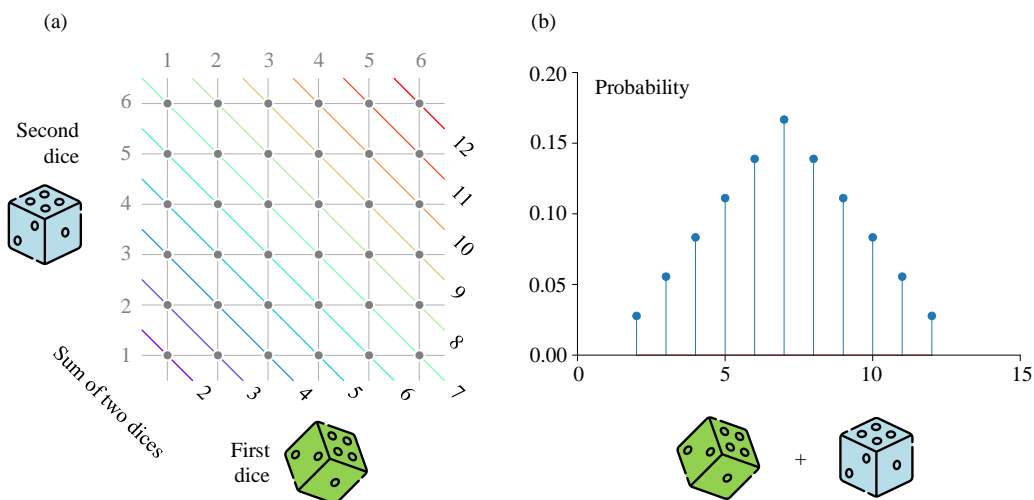 (a)
1 2 3 4 5 6
6
5
4
3
2
1
Second
dice
12
11
10
9
8
2 3 4 5 6 7
Sum of two dices
First
dice
(b)
Probability
0.20
0.15
0.10
0.05
0.00
0 5 10 15
+